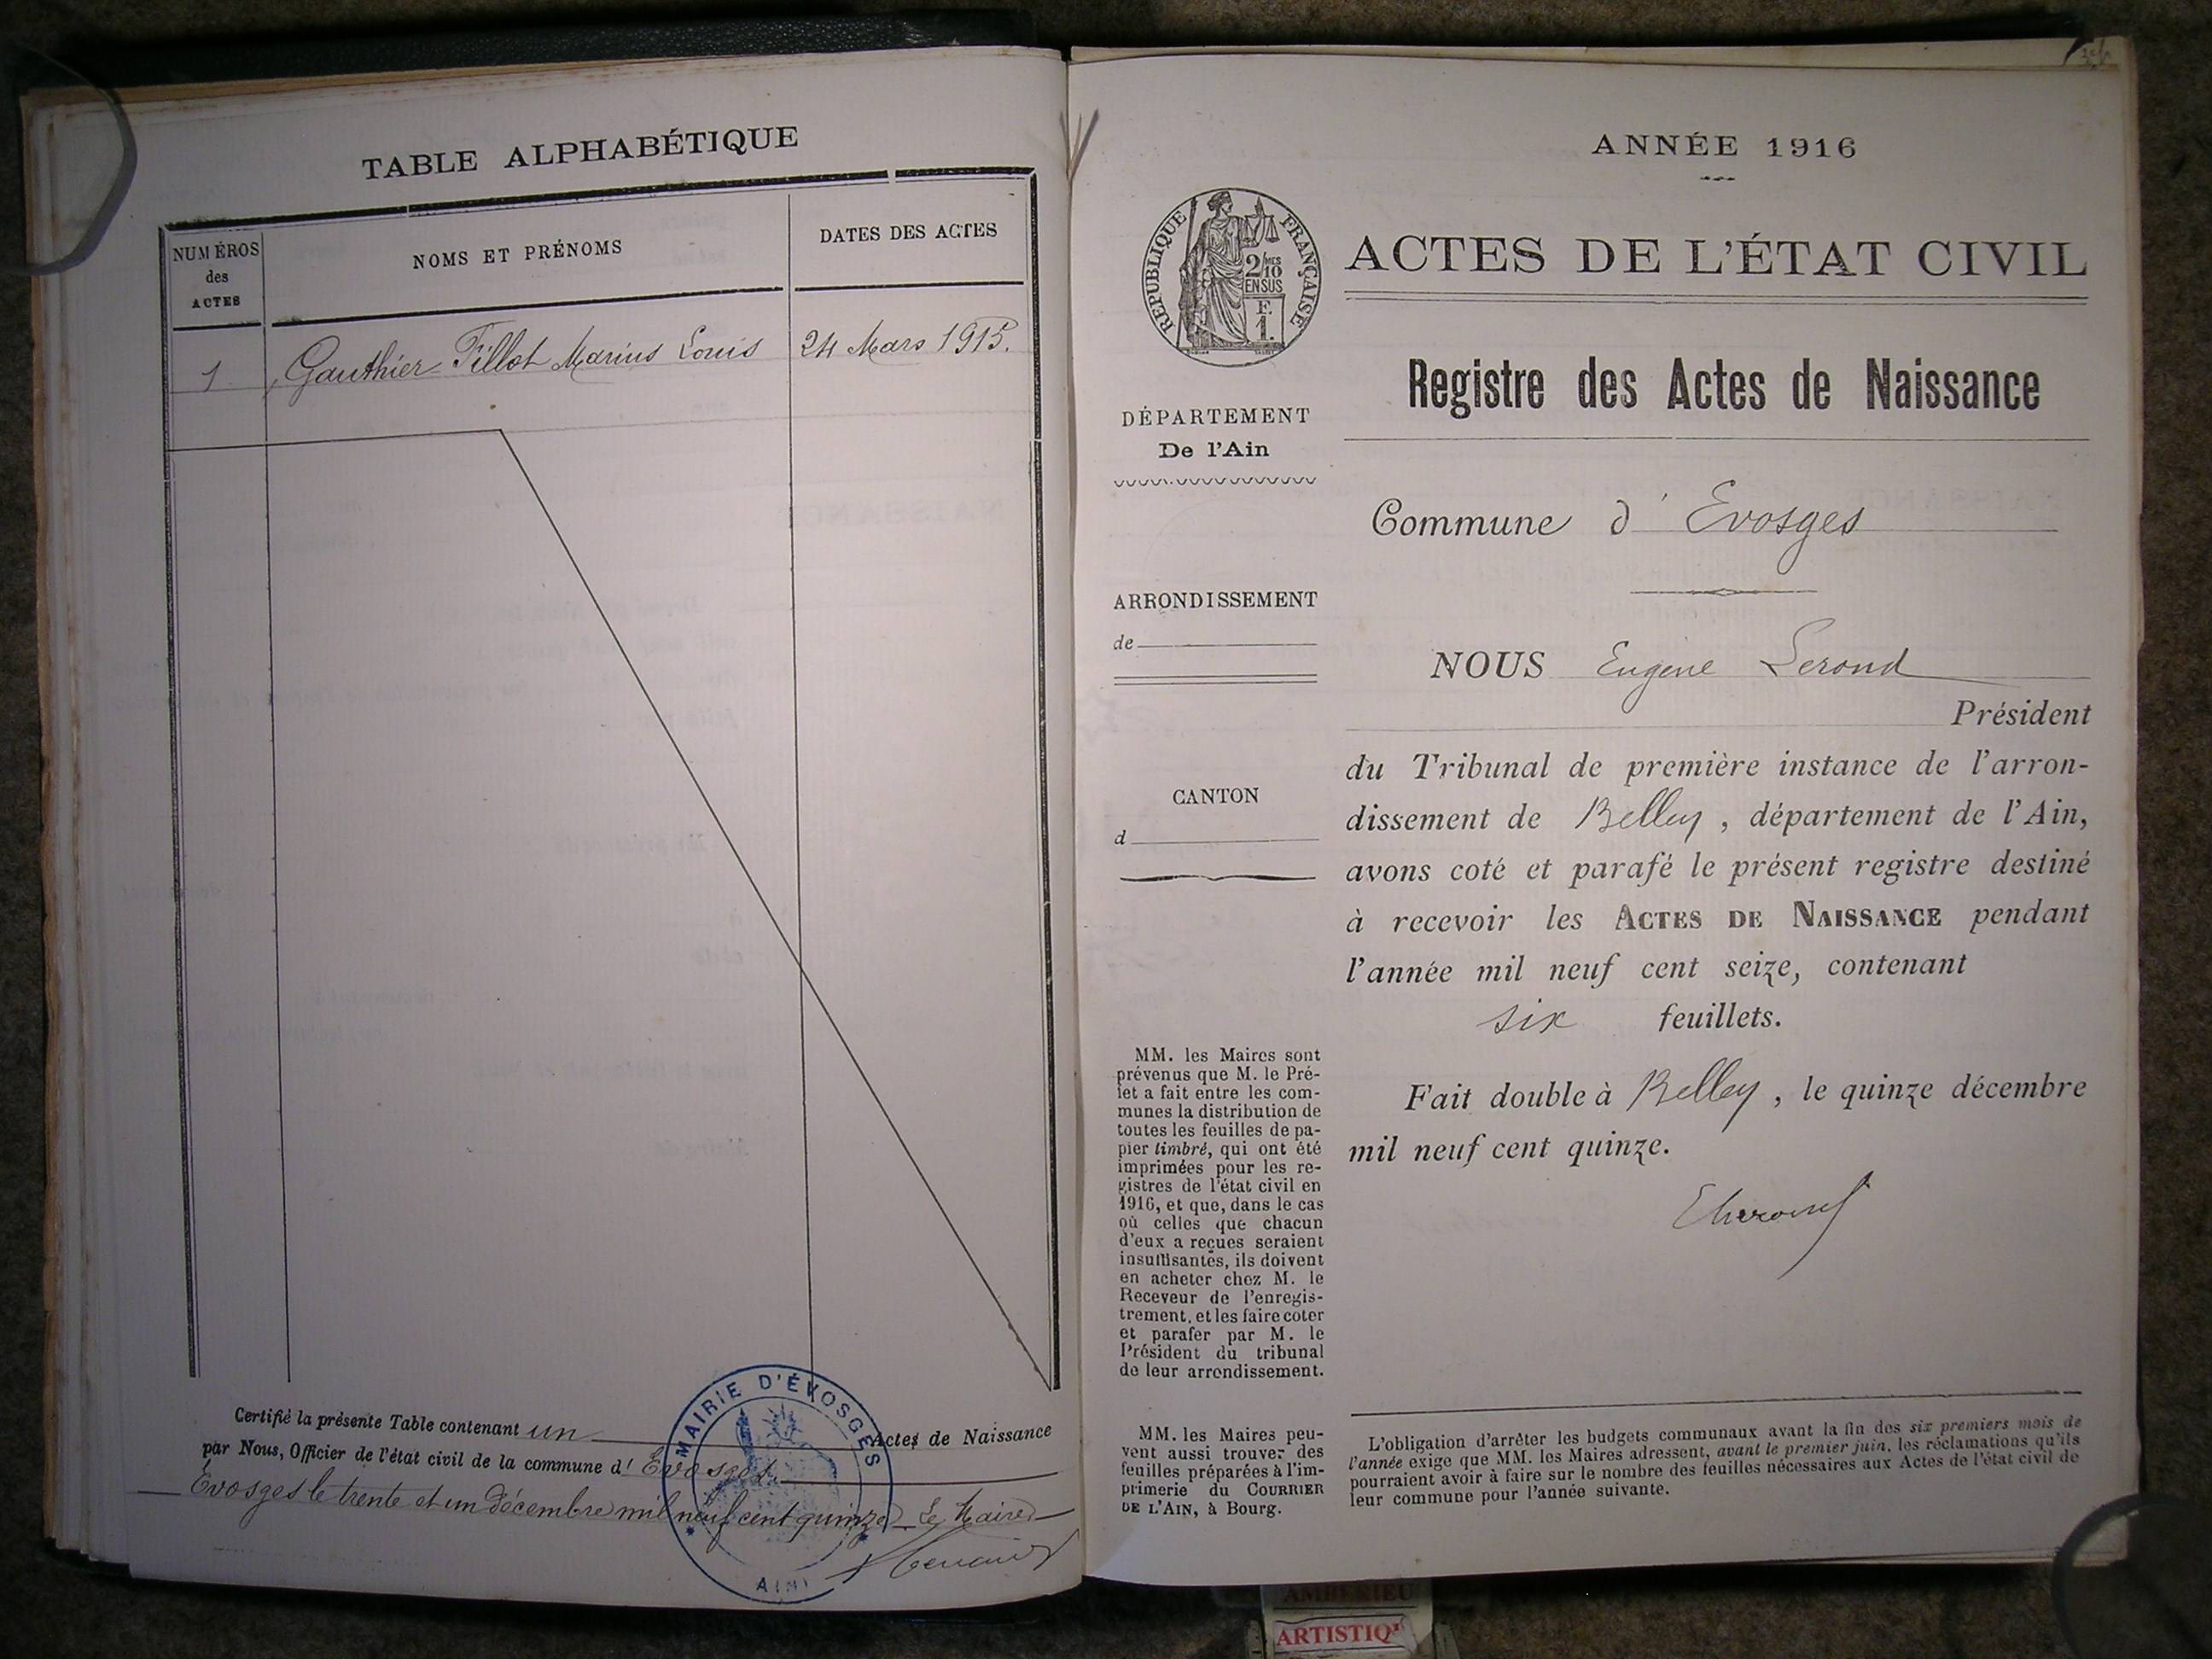 TABLE ALPHABÉTIQUE
NUMÉROS
des
ACTES
NOMS ET PRÉNOMS
DATES DES ACTES
1
Gauthier-Tillot Marius Louis
24 Mars 1915.
Certifié la présente Table contenant un Actes de Naissance
par Nous, Officier de l'état civil de la commune d' Evosges
Evosges le trente et un décembre mil neuf cent quinze Le Maire
MAIRIE D'ÉVOSGES
AIN
ANNÉE 1916
RÉPUBLIQUE FRANÇAISE
2/MES
10
EN SUS
F.
1.
ACTES DE L'ÉTAT CIVIL
Registre des Actes de Naissance
DÉPARTEMENT
De l'Ain
Commune d' Evosges
ARRONDISSEMENT
de
CANTON
d
NOUS Eugène Lerond
Président
du Tribunal de première instance de l'arron-
dissement de Belley, département de l'Ain,
avons coté et parafé le présent registre destiné
à recevoir les ACTES DE NAISSANCE pendant
l'année mil neuf cent seize, contenant
six feuillets.
Fait double à Belley, le quinze décembre
mil neuf cent quinze.
MM. les Maires sont
prévenus que M. le Pré-
fet a fait entre les com-
munes la distribution de
toutes les feuilles de pa-
pier timbré, qui ont été
imprimées pour les re-
gistres de l'état civil en
1916, et que, dans le cas
où celles que chacun
d'eux a reçues seraient
insuffisantes, ils doivent
en acheter chez M. le
Receveur de l'enregis-
trement, et les faire coter
et parafer par M. le
Président du tribunal
de leur arrondissement.
MM. les Maires peu-
vent aussi trouver des
feuilles préparées à l'im-
primerie du COURRIER
DE L'AIN, à Bourg.
L'obligation d'arrêter les budgets communaux avant la fin des six premiers mois de
l'année exige que MM. les Maires adressent, avant le premier juin, les réclamations qu'ils
pourraient avoir à faire sur le nombre des feuilles nécessaires aux Actes de l'état civil de
leur commune pour l'année suivante.
AMBERIEU
ARTISTIQ